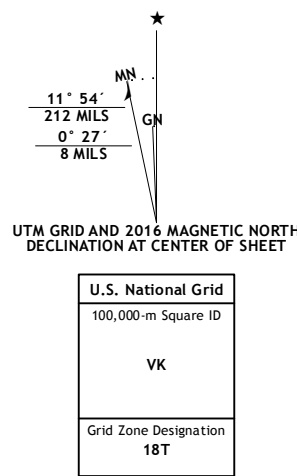 ★
MN
GN
11° 54´
212 MILS
0° 27´
8 MILS
UTM GRID AND 2016 MAGNETIC NORTH
DECLINATION AT CENTER OF SHEET
U.S. National Grid
100,000-m Square ID
VK
Grid Zone Designation
18T